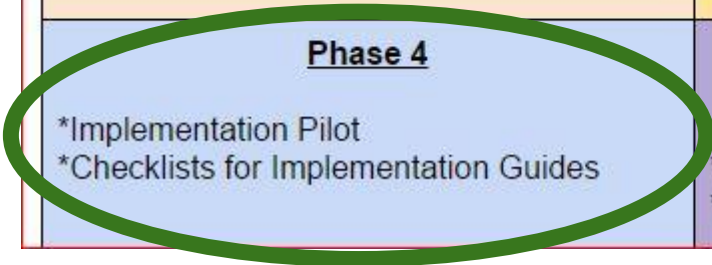 Phase 4
*Implementation Pilot
*Checklists for Implementation Guides